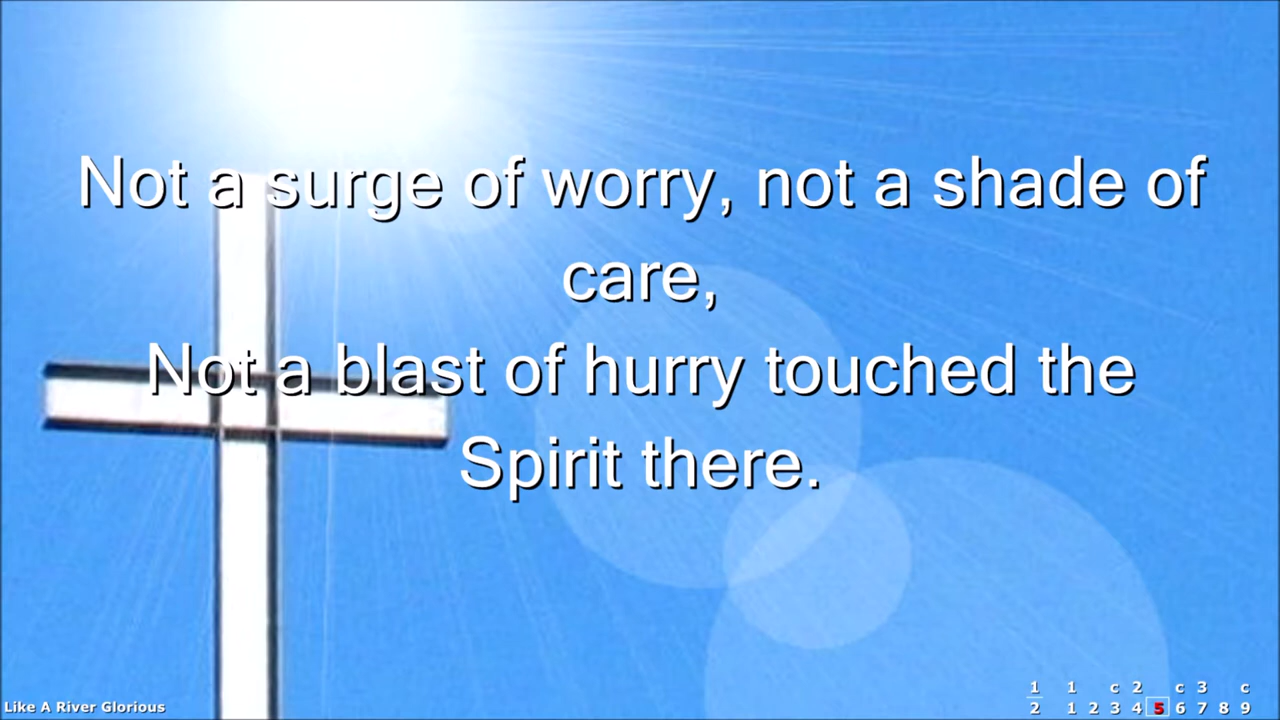 Not a surge of worry, not a shade of
care,
Not a blast of hurry touched the
Spirit there.
Like A River Glorious
1 1 c 2 c 3 c
2 1 2 3 4 5 6 7 8 9